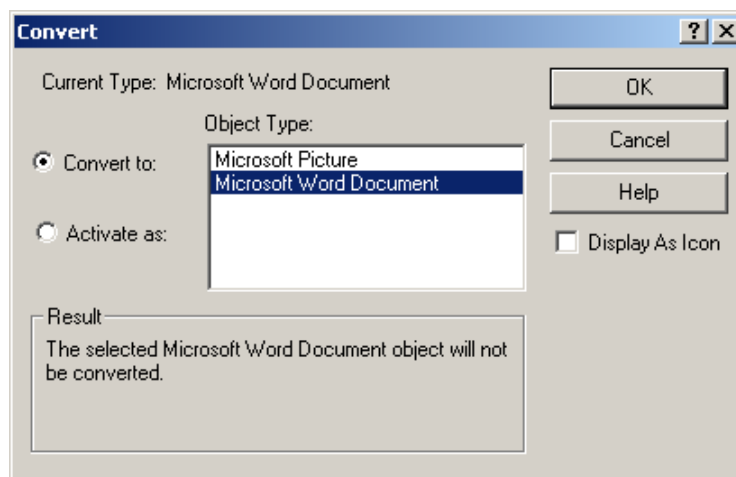 Convert
Current Type: Microsoft Word Document
OK
Object Type:
Cancel
Convert to:
Microsoft Picture
Microsoft Word Document
Help
Activate as:
Display As Icon
Result
The selected Microsoft Word Document object will not
be converted.